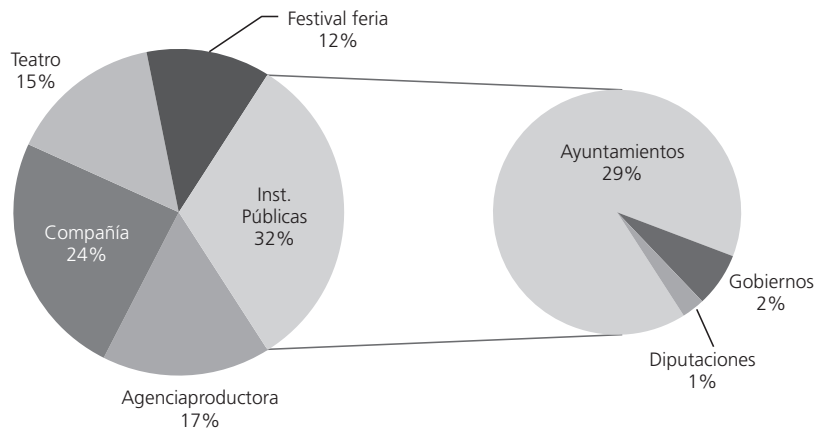 Festival feria
12%
Teatro
15%
Inst.
Públicas
32%
Compañía
24%
Agenciaproductora
17%
Ayuntamientos
29%
Gobiernos
2%
Diputaciones
1%